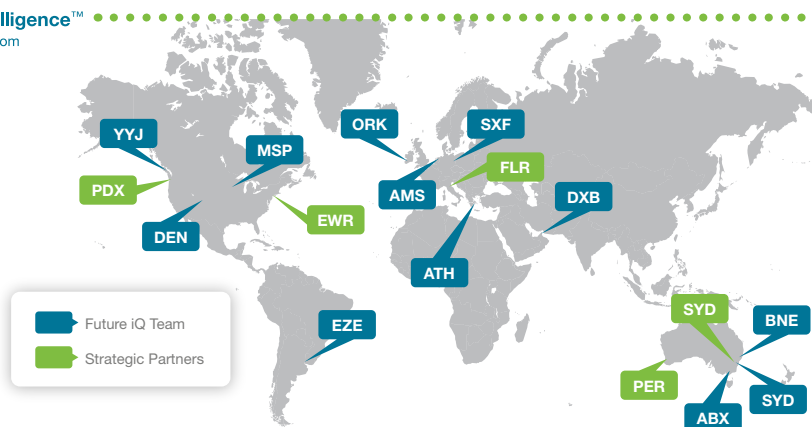 lligence™
om
ORK
SXF
YYJ
MSP
FLR
PDX
AMS
DXB
EWR
DEN
ATH
SYD
BNE
EZE
Future iQ Team
Strategic Partners
PER
SYD
ABX